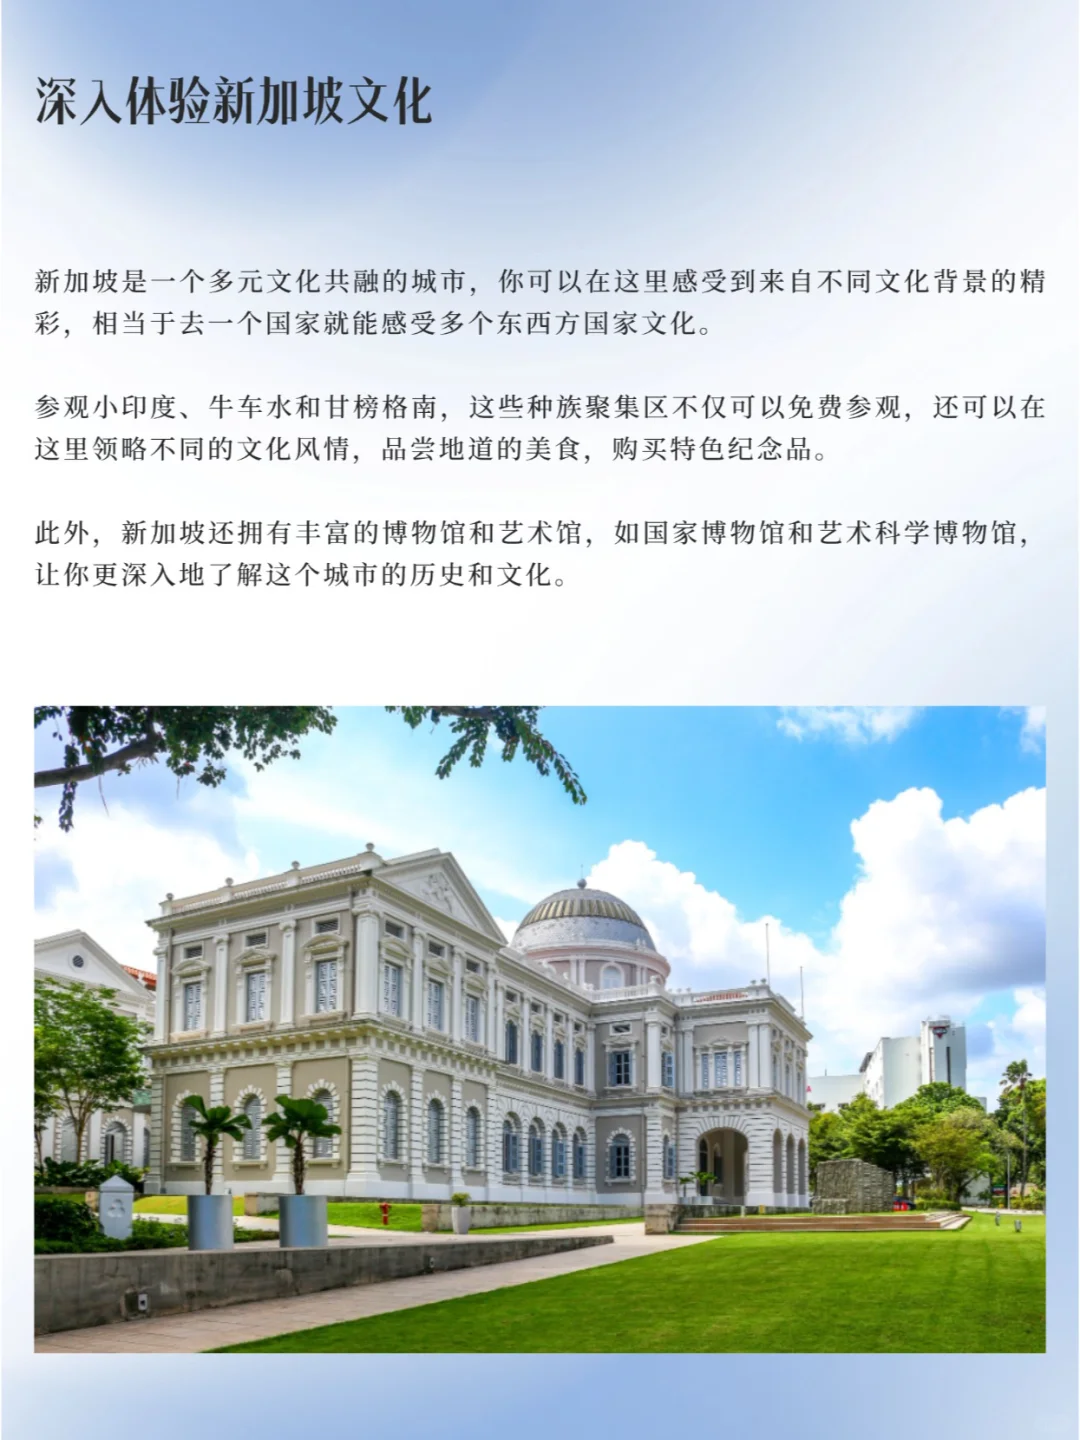 深入体验新加坡文化
新加坡是一个多元文化共融的城市，你可以在这里感受到来自不同文化背景的精
彩，相当于去一个国家就能感受多个东西方国家文化。
参观小印度、牛车水和甘榜格南，这些种族聚集区不仅可以免费参观，还可以在
这里领略不同的文化风情，品尝地道的美食，购买特色纪念品。
此外，新加坡还拥有丰富的博物馆和艺术馆，如国家博物馆和艺术科学博物馆，
让你更深入地了解这个城市的历史和文化。